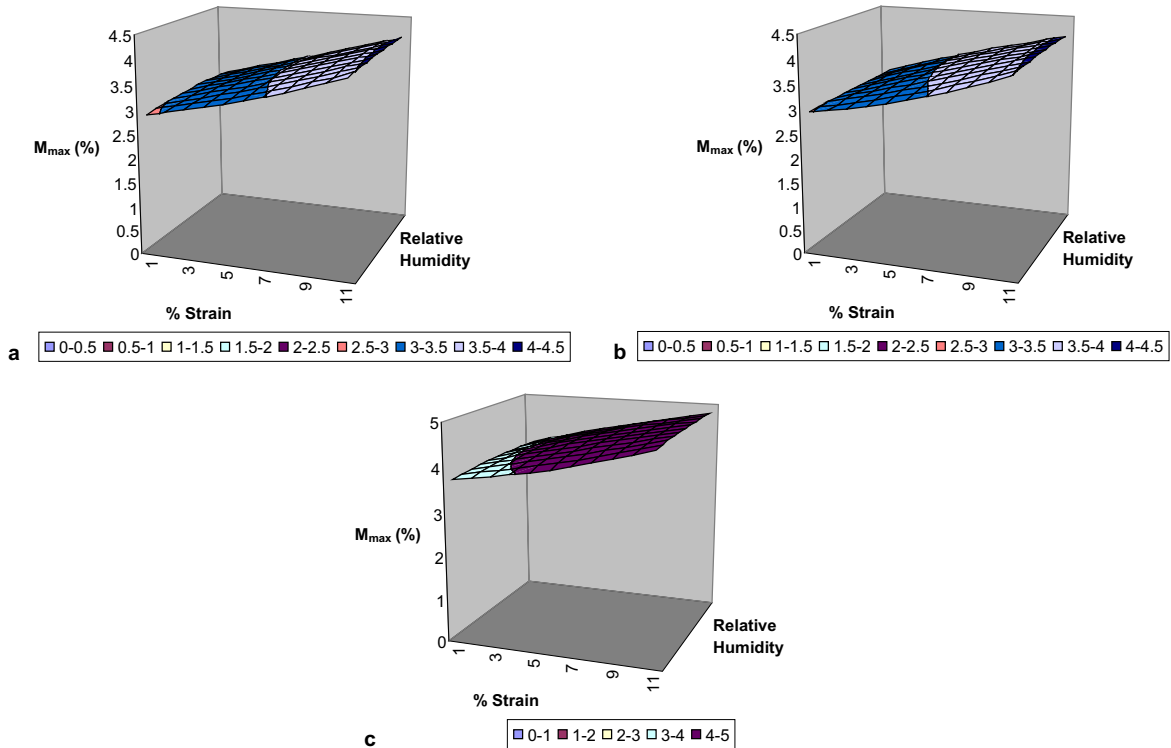 4.5
4
3.5
3
2.5
2
1.5
1
0.5
0
M_max (%)
1 3 5 7 9 11
% Strain
Relative
Humidity
a
0-0.5 0.5-1 1-1.5 1.5-2 2-2.5 2.5-3 3-3.5 3.5-4 4-4.5
4.5
4
3.5
3
2.5
2
1.5
1
0.5
0
M_max (%)
1 3 5 7 9 11
% Strain
Relative
Humidity
b
0-0.5 0.5-1 1-1.5 1.5-2 2-2.5 2.5-3 3-3.5 3.5-4 4-4.5
5
4
3
2
1
0
M_max (%)
1 3 5 7 9 11
% Strain
Relative
Humidity
c
0-1 1-2 2-3 3-4 4-5